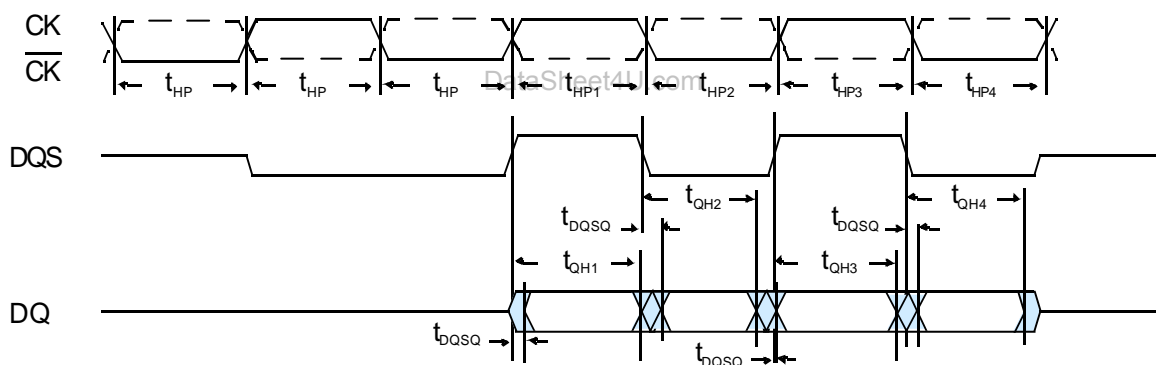 CK
CK
tHP tHP tHP tHP1 tHP2 tHP3 tHP4
DataSheet4U.com
DQS
tQH2 tQH4
tDQSQ tDQSQ
tQH1 tQH3
DQ
tDQSQ tDQSQ